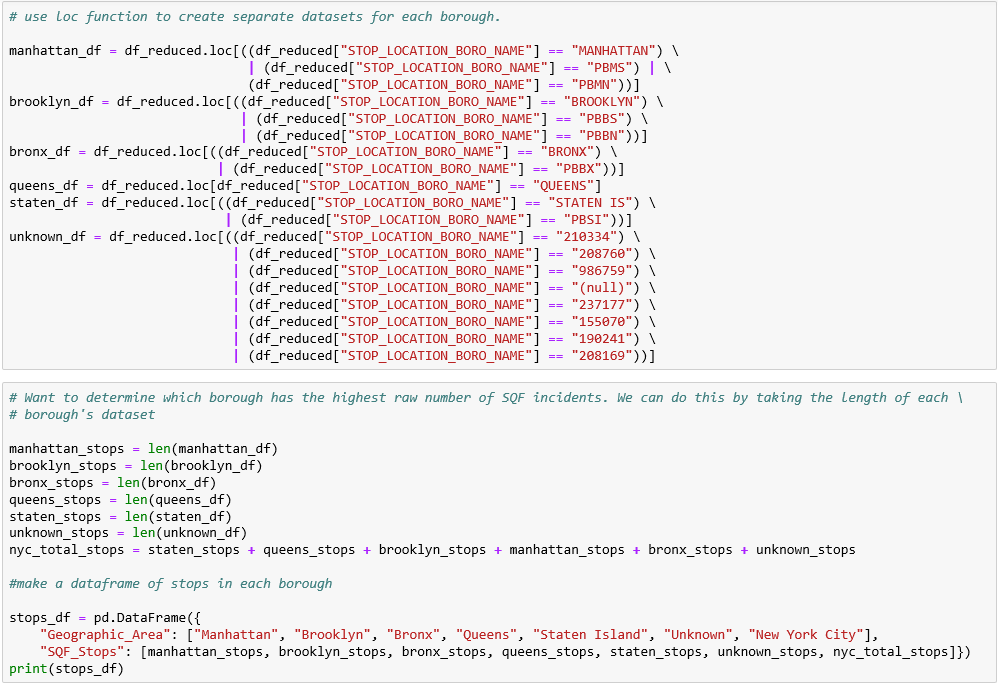 # use loc function to create separate datasets for each borough.
manhattan_df = df_reduced.loc[((df_reduced["STOP_LOCATION_BORO_NAME"] == "MANHATTAN") \
| (df_reduced["STOP_LOCATION_BORO_NAME"] == "PBMS") | \
(df_reduced["STOP_LOCATION_BORO_NAME"] == "PBMN"))]
brooklyn_df = df_reduced.loc[((df_reduced["STOP_LOCATION_BORO_NAME"] == "BROOKLYN") \
| (df_reduced["STOP_LOCATION_BORO_NAME"] == "PBBS") \
| (df_reduced["STOP_LOCATION_BORO_NAME"] == "PBBN"))]
bronx_df = df_reduced.loc[((df_reduced["STOP_LOCATION_BORO_NAME"] == "BRONX") \
| (df_reduced["STOP_LOCATION_BORO_NAME"] == "PBBX"))]
queens_df = df_reduced.loc[df_reduced["STOP_LOCATION_BORO_NAME"] == "QUEENS"]
staten_df = df_reduced.loc[((df_reduced["STOP_LOCATION_BORO_NAME"] == "STATEN IS") \
| (df_reduced["STOP_LOCATION_BORO_NAME"] == "PBSI"))]
unknown_df = df_reduced.loc[((df_reduced["STOP_LOCATION_BORO_NAME"] == "210334") \
| (df_reduced["STOP_LOCATION_BORO_NAME"] == "208760") \
| (df_reduced["STOP_LOCATION_BORO_NAME"] == "986759") \
| (df_reduced["STOP_LOCATION_BORO_NAME"] == "(null)") \
| (df_reduced["STOP_LOCATION_BORO_NAME"] == "237177") \
| (df_reduced["STOP_LOCATION_BORO_NAME"] == "155070") \
| (df_reduced["STOP_LOCATION_BORO_NAME"] == "190241") \
| (df_reduced["STOP_LOCATION_BORO_NAME"] == "208169"))]
# Want to determine which borough has the highest raw number of SQF incidents. We can do this by taking the length of each \
# borough's dataset
manhattan_stops = len(manhattan_df)
brooklyn_stops = len(brooklyn_df)
bronx_stops = len(bronx_df)
queens_stops = len(queens_df)
staten_stops = len(staten_df)
unknown_stops = len(unknown_df)
nyc_total_stops = staten_stops + queens_stops + brooklyn_stops + manhattan_stops + bronx_stops + unknown_stops
#make a dataframe of stops in each borough
stops_df = pd.DataFrame({
"Geographic_Area": ["Manhattan", "Brooklyn", "Bronx", "Queens", "Staten Island", "Unknown", "New York City"],
"SQF_Stops": [manhattan_stops, brooklyn_stops, bronx_stops, queens_stops, staten_stops, unknown_stops, nyc_total_stops]})
print(stops_df)